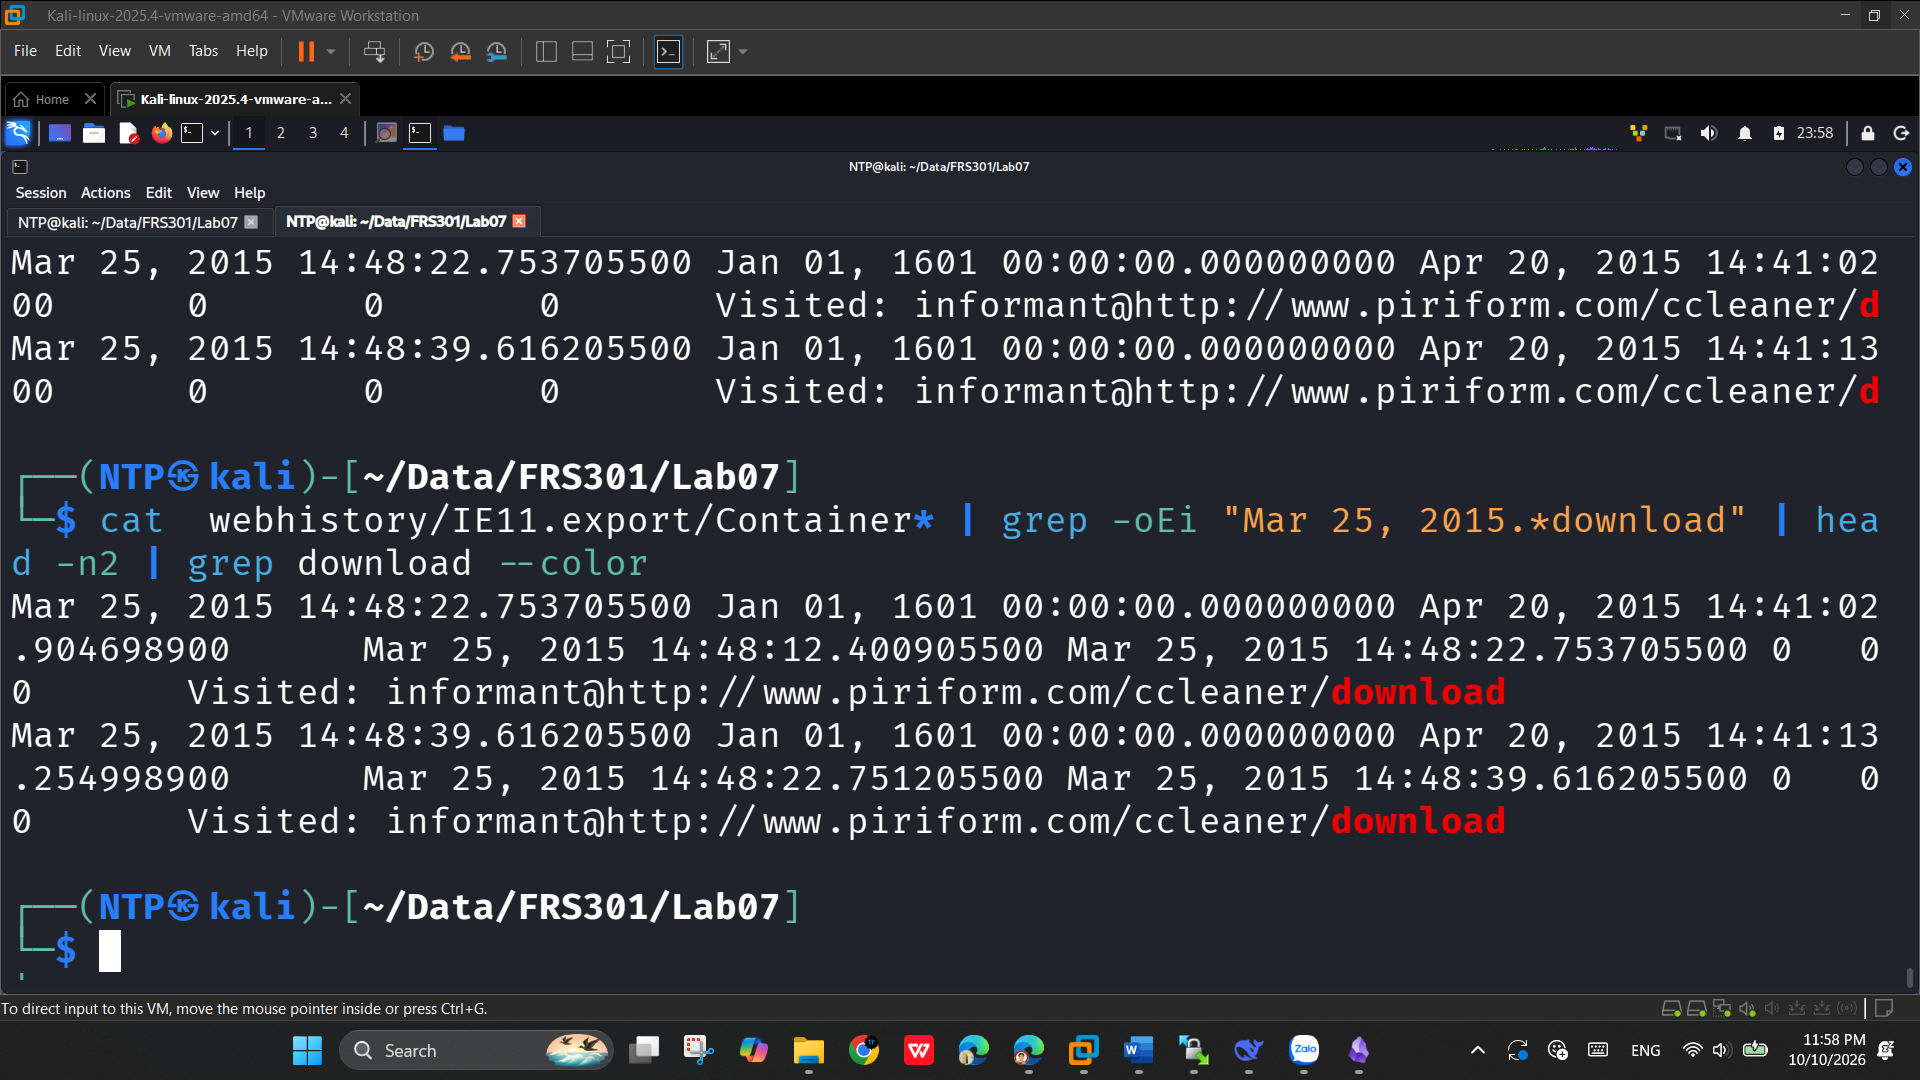 Kali-linux-2025.4-vmware-amd64 - VMware Workstation
File Edit View VM Tabs Help
Home Kali-linux-2025.4-vmware-a...
1 2 3 4 23:58
NTP@kali: ~/Data/FRS301/Lab07
Session Actions Edit View Help
NTP@kali: ~/Data/FRS301/Lab07 NTP@kali: ~/Data/FRS301/Lab07
Mar 25, 2015 14:48:22.753705500 Jan 01, 1601 00:00:00.000000000 Apr 20, 2015 14:41:02
00 0 0 0 Visited: informant@http://www.piriform.com/ccleaner/d
Mar 25, 2015 14:48:39.616205500 Jan 01, 1601 00:00:00.000000000 Apr 20, 2015 14:41:13
00 0 0 0 Visited: informant@http://www.piriform.com/ccleaner/d
┌──(NTP㉿kali)-[~/Data/FRS301/Lab07]
└─$ cat  webhistory/IE11.export/Container* | grep -oEi "Mar 25, 2015.*download" | hea
d -n2 | grep download --color
Mar 25, 2015 14:48:22.753705500 Jan 01, 1601 00:00:00.000000000 Apr 20, 2015 14:41:02
.904698900 Mar 25, 2015 14:48:12.400905500 Mar 25, 2015 14:48:22.753705500 0 0
0 Visited: informant@http://www.piriform.com/ccleaner/download
Mar 25, 2015 14:48:39.616205500 Jan 01, 1601 00:00:00.000000000 Apr 20, 2015 14:41:13
.254998900 Mar 25, 2015 14:48:22.751205500 Mar 25, 2015 14:48:39.616205500 0 0
0 Visited: informant@http://www.piriform.com/ccleaner/download
┌──(NTP㉿kali)-[~/Data/FRS301/Lab07]
└─$
To direct input to this VM, move the mouse pointer inside or press Ctrl+G.
Search
Zalo
ENG
11:58 PM
10/10/2026